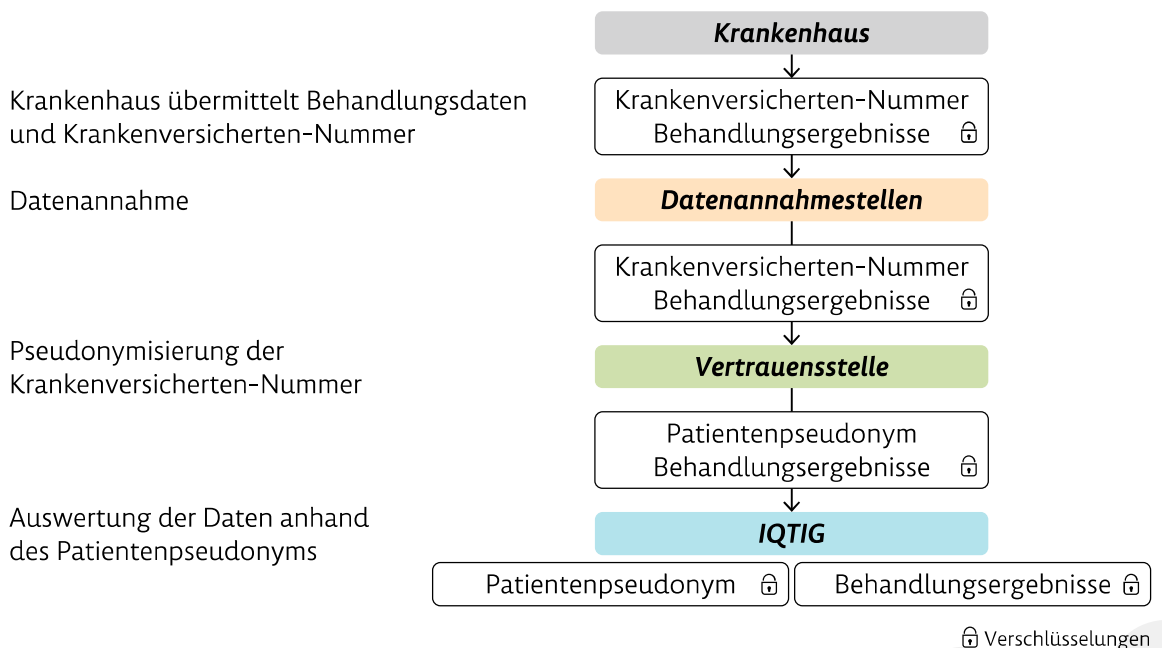 Krankenhaus
Krankenhaus übermittelt Behandlungsdaten
und Krankenversicherten-Nummer
Krankenversicherten-Nummer
Behandlungsergebnisse
Datenannahme
Datenannahmestellen
Krankenversicherten-Nummer
Behandlungsergebnisse
Pseudonymisierung der
Krankenversicherten-Nummer
Vertrauensstelle
Patientenpseudonym
Behandlungsergebnisse
Auswertung der Daten anhand
des Patientenpseudonyms
IQTIG
Patientenpseudonym
Behandlungsergebnisse
Verschlüsselungen